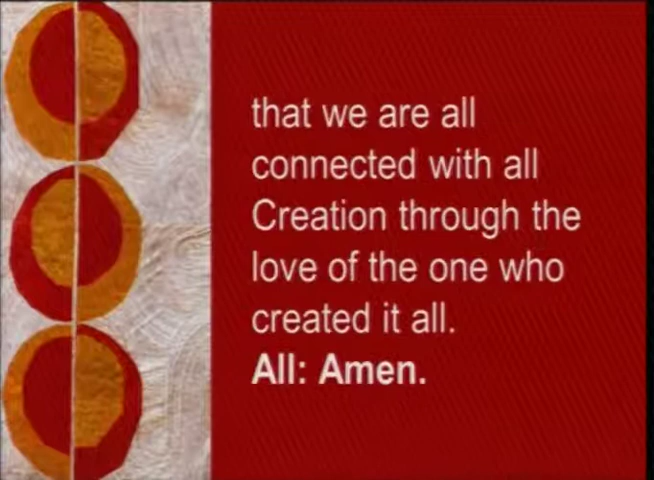 that we are all
connected with all
Creation through the
love of the one who
created it all.
All: Amen.